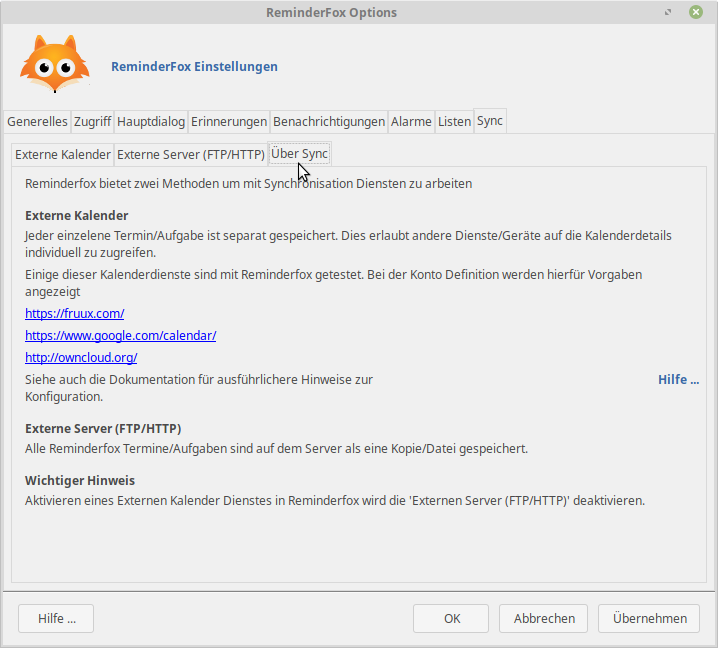 ReminderFox Options
ReminderFox Einstellungen
Generelles Zugriff Hauptdialog Erinnerungen Benachrichtigungen Alarme Listen Sync
Externe Kalender Externe Server (FTP/HTTP) Über Sync
Reminderfox bietet zwei Methoden um mit Synchronisation Diensten zu arbeiten
Externe Kalender
Jeder einzelene Termin/Aufgabe ist separat gespeichert. Dies erlaubt andere Dienste/Geräte auf die Kalenderdetails
individuell zu zugreifen.
Einige dieser Kalenderdienste sind mit Reminderfox getestet. Bei der Konto Definition werden hierfür Vorgaben
angezeigt
https://fruux.com/
https://www.google.com/calendar/
http://owncloud.org/
Siehe auch die Dokumentation für ausführlichere Hinweise zur
Konfiguration.
Hilfe ...
Externe Server (FTP/HTTP)
Alle Reminderfox Termine/Aufgaben sind auf dem Server als eine Kopie/Datei gespeichert.
Wichtiger Hinweis
Aktivieren eines Externen Kalender Dienstes in Reminderfox wird die 'Externen Server (FTP/HTTP)' deaktivieren.
Hilfe ... OK Abbrechen Übernehmen